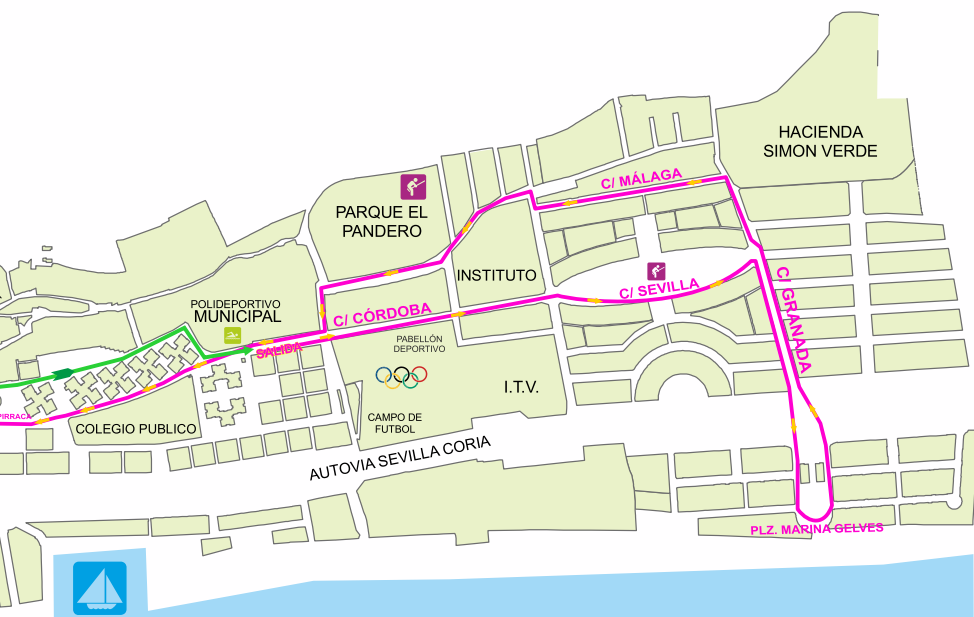 HACIENDA
SIMON VERDE
C/ MÁLAGA
PARQUE EL
PANDERO
INSTITUTO
C/ SEVILLA
C/ GRANADA
POLIDEPORTIVO
MUNICIPAL
C/ CÓRDOBA
SALIDA
PABELLÓN
DEPORTIVO
I.T.V.
PIRRACA
COLEGIO PUBLICO
CAMPO DE
FUTBOL
AUTOVIA SEVILLA CORIA
PLZ. MARINA GELVES